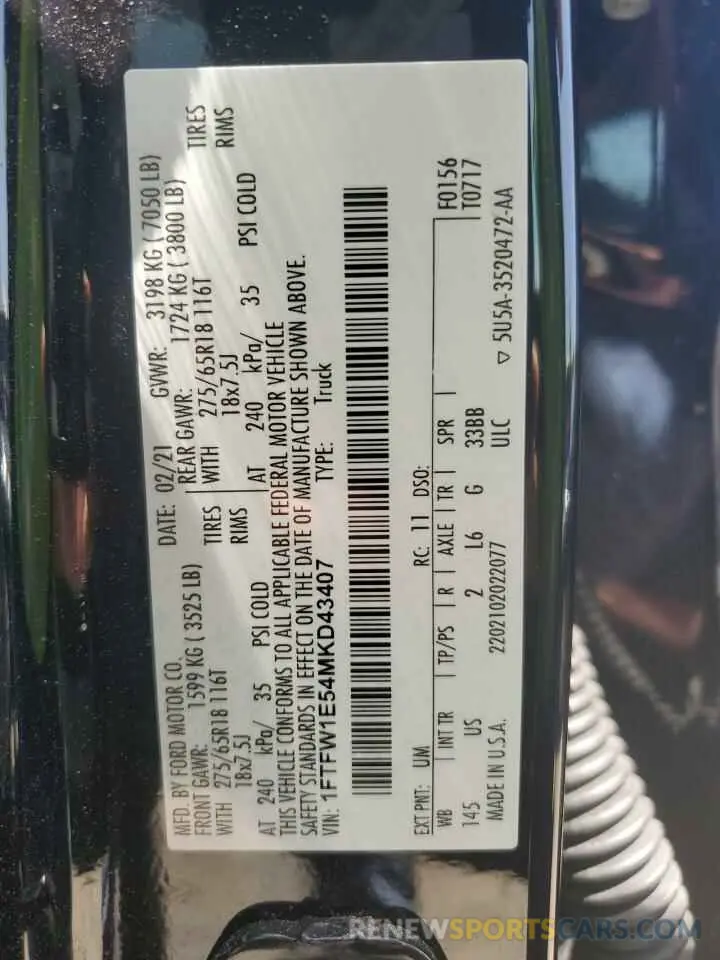 MFD. BY FORD MOTOR CO. DATE: 02/21 GVWR: 3198 KG ( 7050 LB)
FRONT GAWR: 1599 KG ( 3525 LB) REAR GAWR: 1724 KG ( 3800 LB)
WITH 275/65R18 116T TIRES WITH 275/65R18 116T TIRES
18x7.5J RIMS 18x7.5J RIMS
AT 240 kPa/ 35 PSI COLD AT 240 kPa/ 35 PSI COLD
THIS VEHICLE CONFORMS TO ALL APPLICABLE FEDERAL MOTOR VEHICLE
SAFETY STANDARDS IN EFFECT ON THE DATE OF MANUFACTURE SHOWN ABOVE.
VIN: 1FTFW1E54MKD43407 TYPE: Truck
EXT PNT: UM RC: 11 DSO: F0156
WB INT TR TP/PS R AXLE TR SPR T0717
145 US 2 L6 G 33BB
MADE IN U.S.A. 2202102022077 ULC 5U5A-3520472-AA
RENEWSPORTSCARS.COM